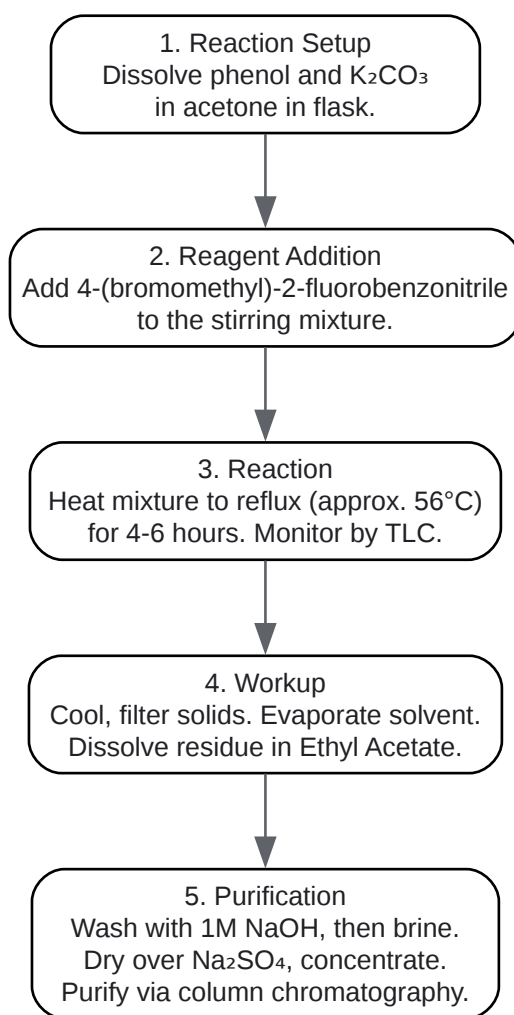 1. Reaction Setup
Dissolve phenol and K₂CO₃
in acetone in flask.
2. Reagent Addition
Add 4-(bromomethyl)-2-fluorobenzonitrile
to the stirring mixture.
3. Reaction
Heat mixture to reflux (approx. 56°C)
for 4-6 hours. Monitor by TLC.
4. Workup
Cool, filter solids. Evaporate solvent.
Dissolve residue in Ethyl Acetate.
5. Purification
Wash with 1M NaOH, then brine.
Dry over Na₂SO₄, concentrate.
Purify via column chromatography.